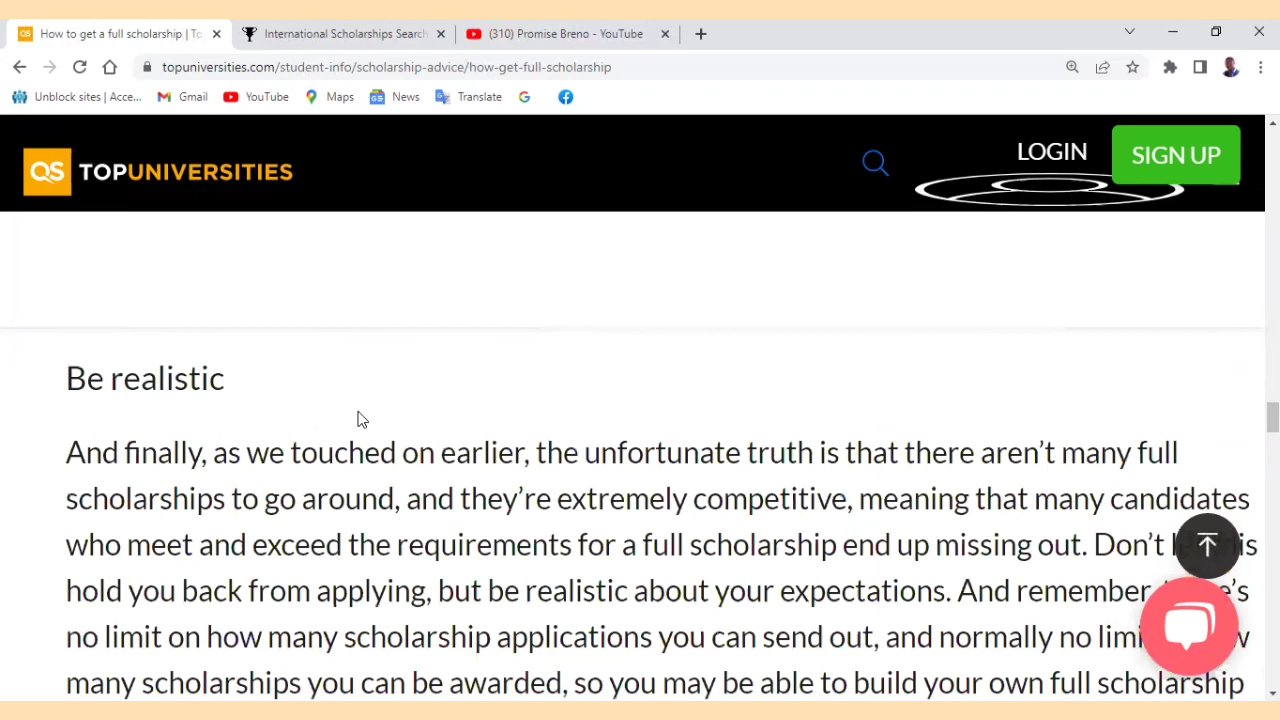 How to get a full scholarship | To
International Scholarships Search
(310) Promise Breno - YouTube
topuniversities.com/student-info/scholarship-advice/how-get-full-scholarship
Unblock sites | Acce...
Gmail
YouTube
Maps
News
Translate
QS TOPUNIVERSITIES
LOGIN
SIGN UP
Be realistic
And finally, as we touched on earlier, the unfortunate truth is that there aren't many full
scholarships to go around, and they're extremely competitive, meaning that many candidates
who meet and exceed the requirements for a full scholarship end up missing out. Don't
hold you back from applying, but be realistic about your expectations. And remember,
no limit on how many scholarship applications you can send out, and normally no
many scholarships you can be awarded, so you may be able to build your own full scholarship